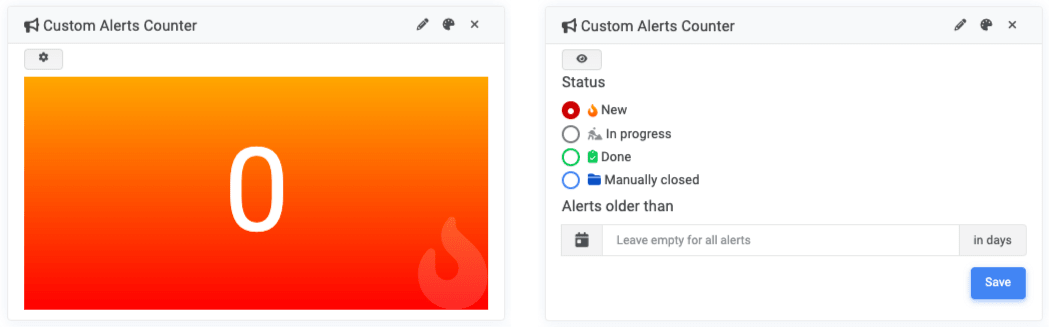 Custom Alerts Counter
0
Custom Alerts Counter
Status
New
In progress
Done
Manually closed
Alerts older than
Leave empty for all alerts
in days
Save